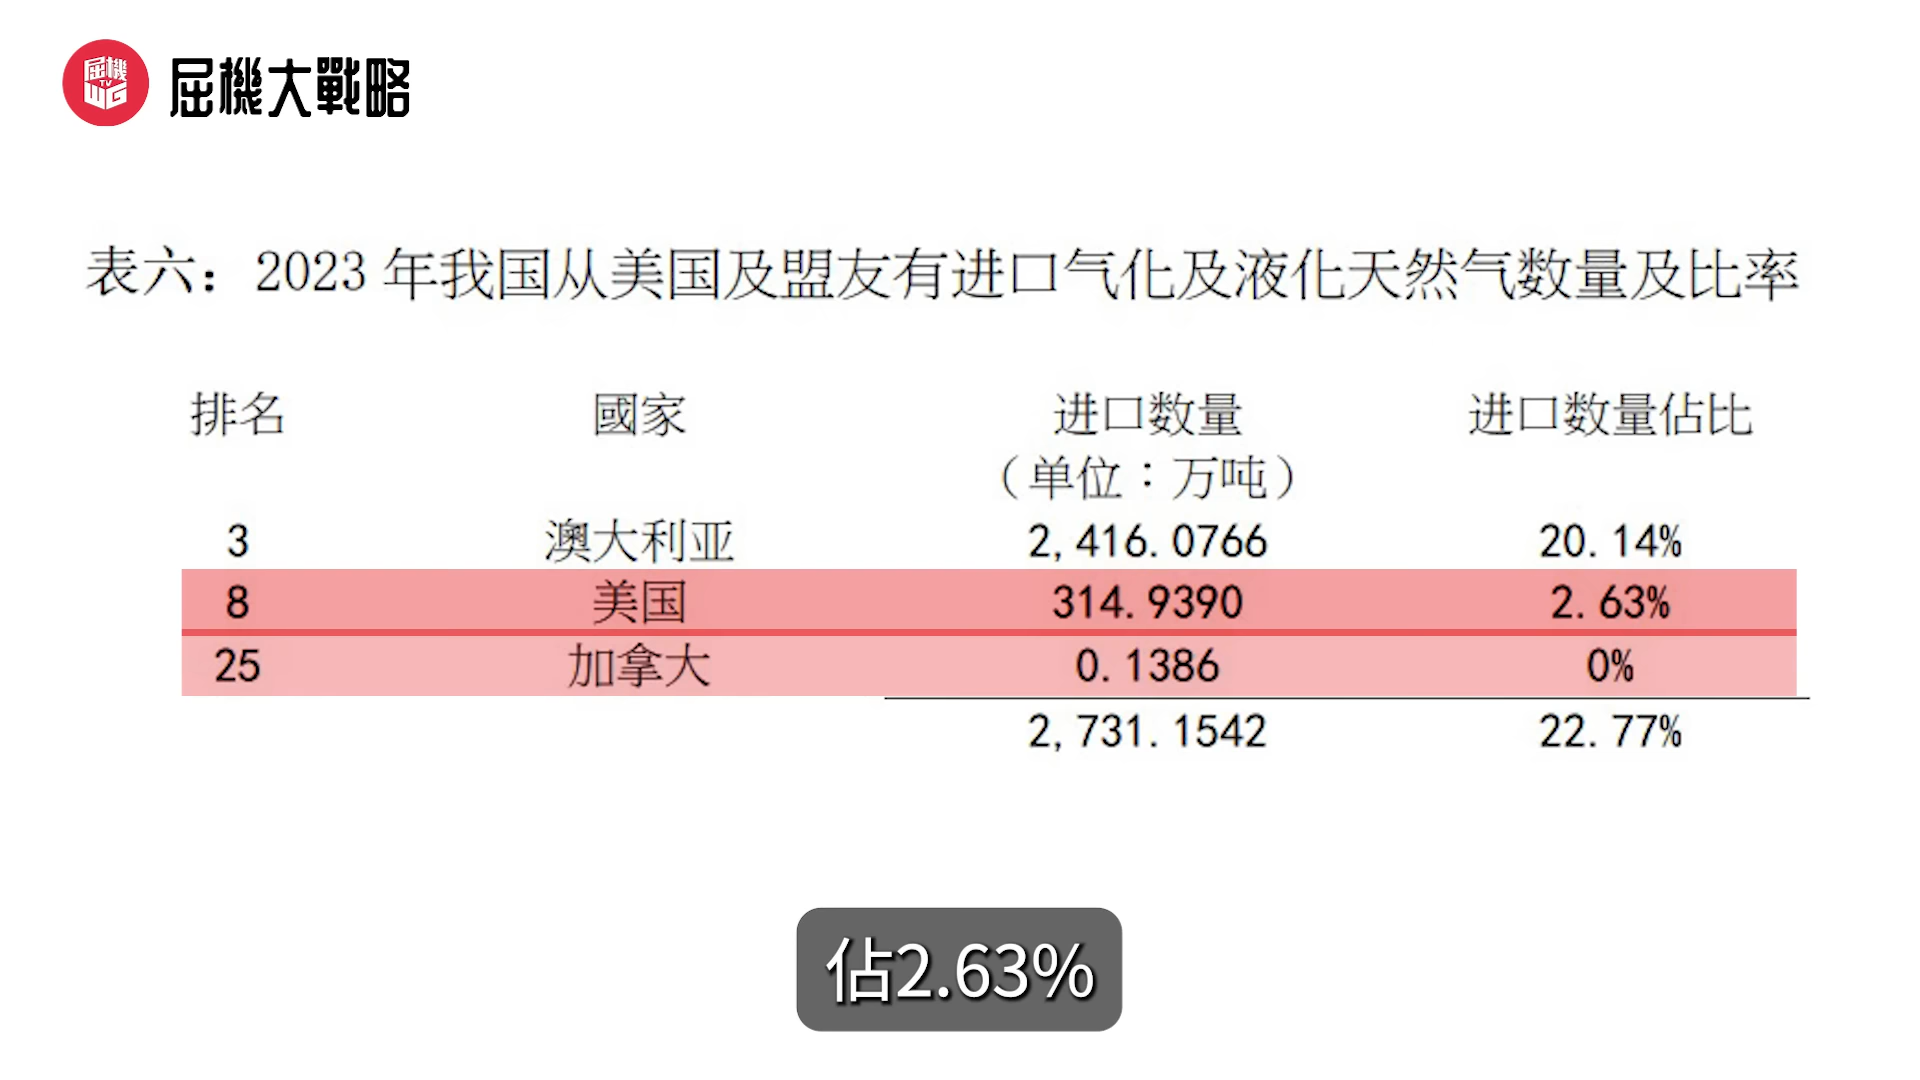 屈機
TV
WG
屈機大戰略
表六：2023 年我国从美国及盟友有进口气化及液化天然气数量及比率
排名 國家 进口数量 进口数量佔比
（单位：万吨）
3 澳大利亚 2,416.0766 20.14%
8 美国 314.9390 2.63%
25 加拿大 0.1386 0%
2,731.1542 22.77%
佔2.63%